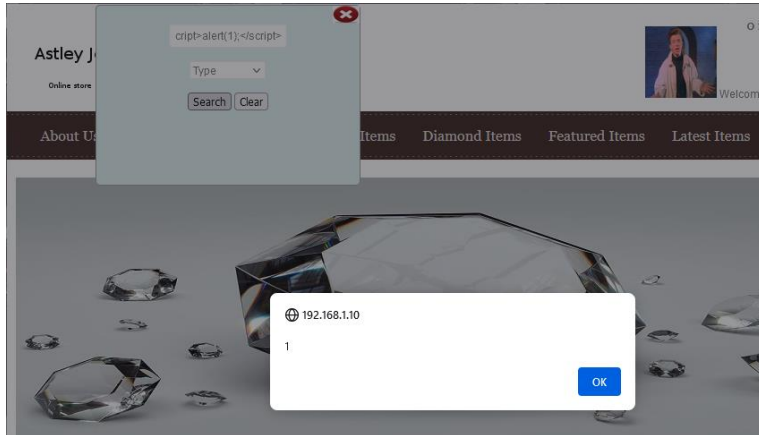 cript>alert(1);</script>
Astley J
Type
Online store
Search Clear
Welcom
About Us
Items Diamond Items Featured Items Latest Items
192.168.1.10
1
OK